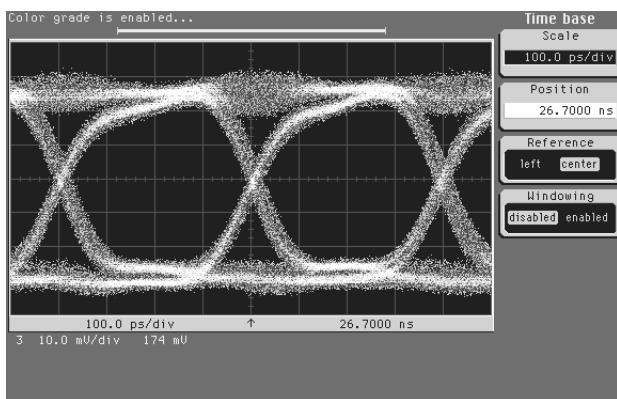 Color grade is enabled...
Time base
Scale
100.0 ps/div
Position
26.7000 ns
Reference
left center
Windowing
disabled enabled
100.0 ps/div ↑ 26.7000 ns
3 10.0 mV/div 174 mV